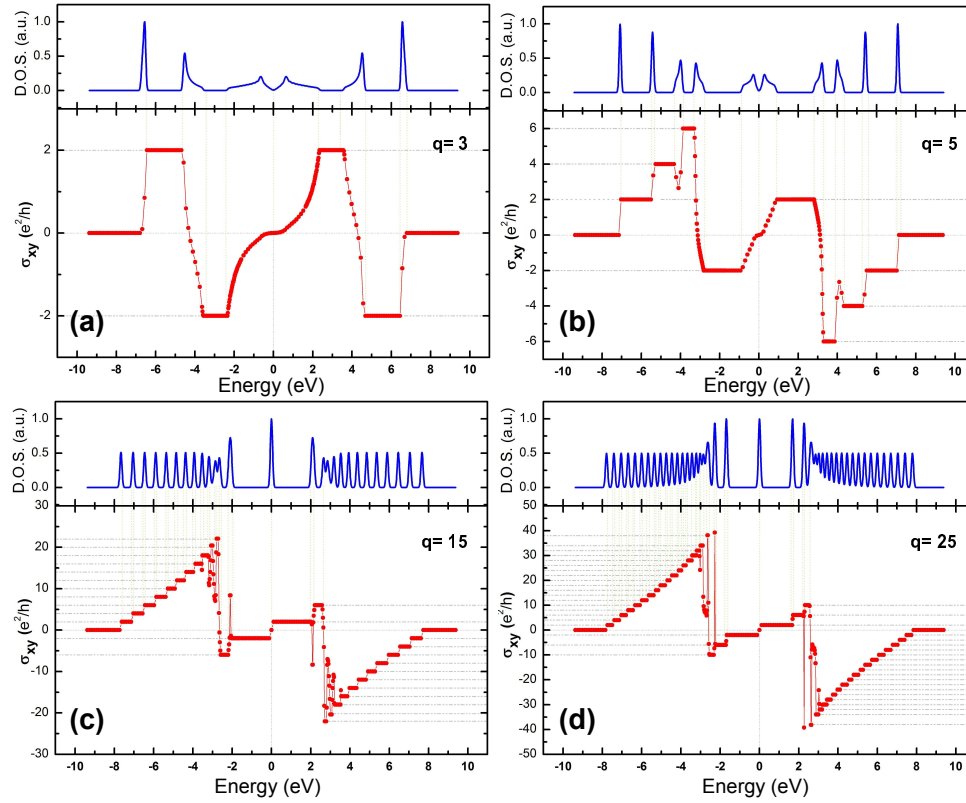 D.O.S. (a.u.)
1.0
0.5
0.0
q= 3
σxy (e²/h)
2
0
-2
(a)
-10 -8 -6 -4 -2 0 2 4 6 8 10
Energy (eV)
D.O.S. (a.u.)
1.0
0.5
0.0
q= 5
σxy (e²/h)
6
4
2
0
-2
-4
-6
(b)
-10 -8 -6 -4 -2 0 2 4 6 8 10
Energy (eV)
D.O.S. (a.u.)
1.0
0.5
0.0
q= 15
σxy (e²/h)
30
20
10
0
-10
-20
-30
(c)
-10 -8 -6 -4 -2 0 2 4 6 8 10
Energy (eV)
D.O.S. (a.u.)
1.0
0.5
0.0
q= 25
σxy (e²/h)
50
40
30
20
10
0
-10
-20
-30
-40
-50
(d)
-10 -8 -6 -4 -2 0 2 4 6 8 10
Energy (eV)